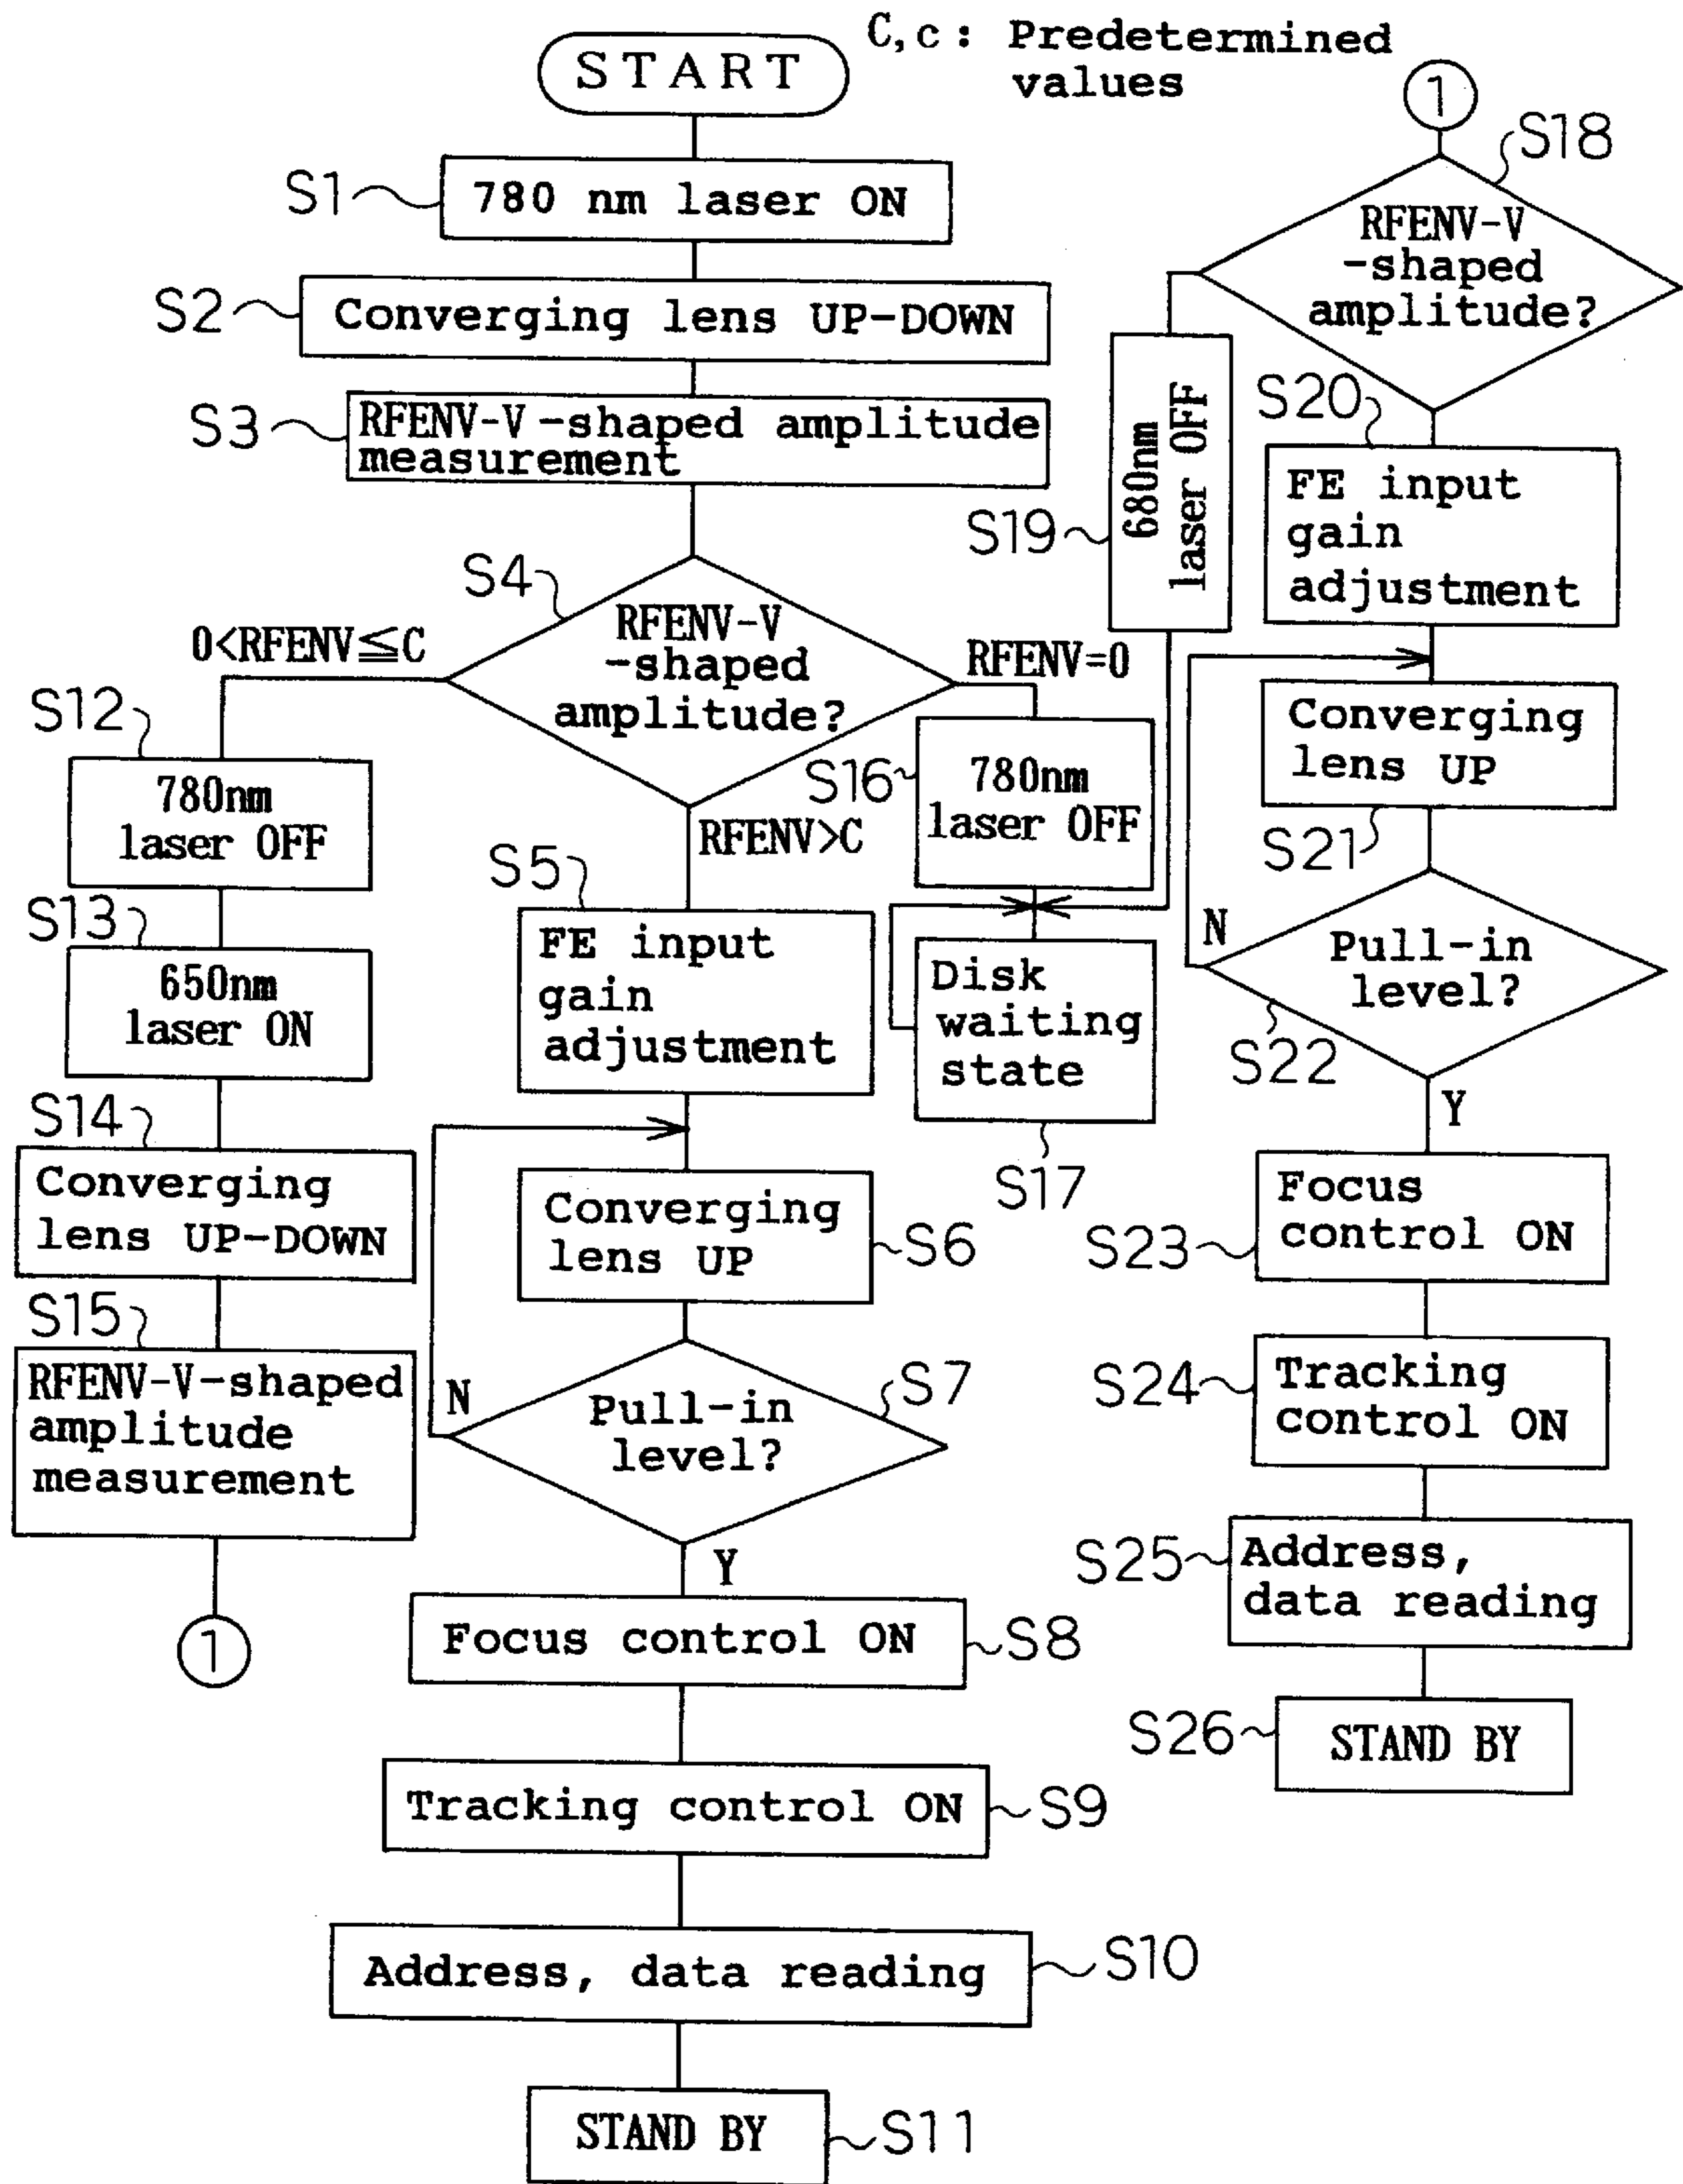 C,c : Predetermined
values
START
S1
780 nm laser ON
S2
Converging lens UP-DOWN
S3
RFENV-V-shaped amplitude
measurement
S4
RFENV-V
-shaped
amplitude?
0<RFENV≦C
RFENV=0
RFENV>C
S12
780nm
laser OFF
S13
650nm
laser ON
S14
Converging
lens UP-DOWN
S15
RFENV-V-shaped
amplitude
measurement
1
S5
FE input
gain
adjustment
S6
Converging
lens UP
S7
Pull-in
level?
N
Y
S8
Focus control ON
S9
Tracking control ON
S10
Address, data reading
S11
STAND BY
S16
780nm
laser OFF
S17
Disk
waiting
state
1
S18
RFENV-V
-shaped
amplitude?
S19
680nm
laser OFF
S20
FE input
gain
adjustment
S21
Converging
lens UP
S22
Pull-in
level?
N
Y
S23
Focus
control ON
S24
Tracking
control ON
S25
Address,
data reading
S26
STAND BY